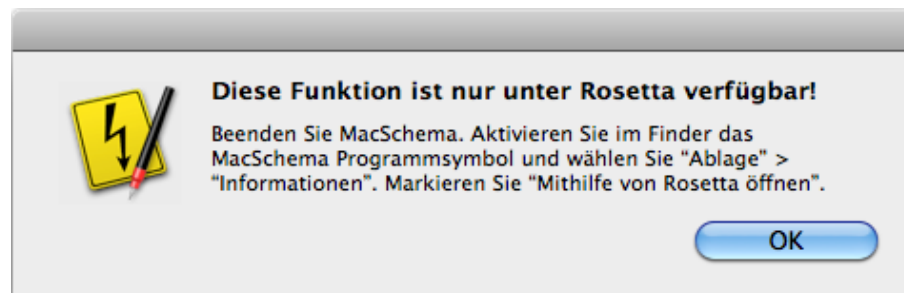 Diese Funktion ist nur unter Rosetta verfügbar!
Beenden Sie MacSchema. Aktivieren Sie im Finder das
MacSchema Programmsymbol und wählen Sie “Ablage” >
“Informationen”. Markieren Sie “Mithilfe von Rosetta öffnen”.
OK